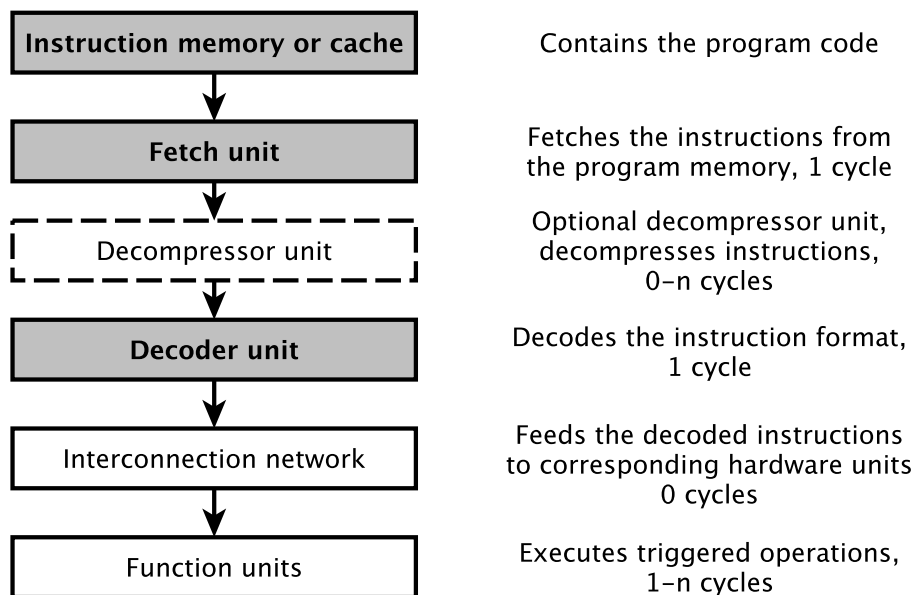 Instruction memory or cache
Contains the program code
Fetch unit
Fetches the instructions from
the program memory, 1 cycle
Decompressor unit
Optional decompressor unit,
decompresses instructions,
0-n cycles
Decoder unit
Decodes the instruction format,
1 cycle
Interconnection network
Feeds the decoded instructions
to corresponding hardware units
0 cycles
Function units
Executes triggered operations,
1-n cycles